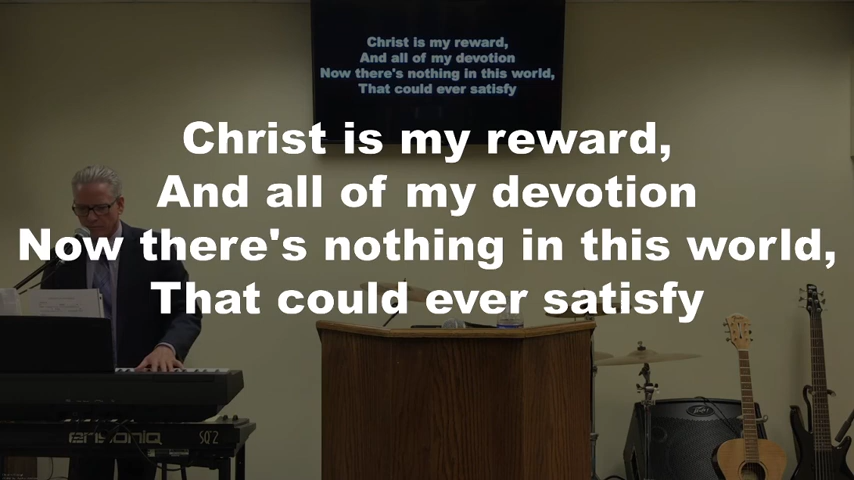 Christ is my reward,
And all of my devotion
Now there's nothing in this world,
That could ever satisfy
Christ is my reward,
And all of my devotion
Now there's nothing in this world,
That could ever satisfy
ensoniq SQ2
PEAVEY